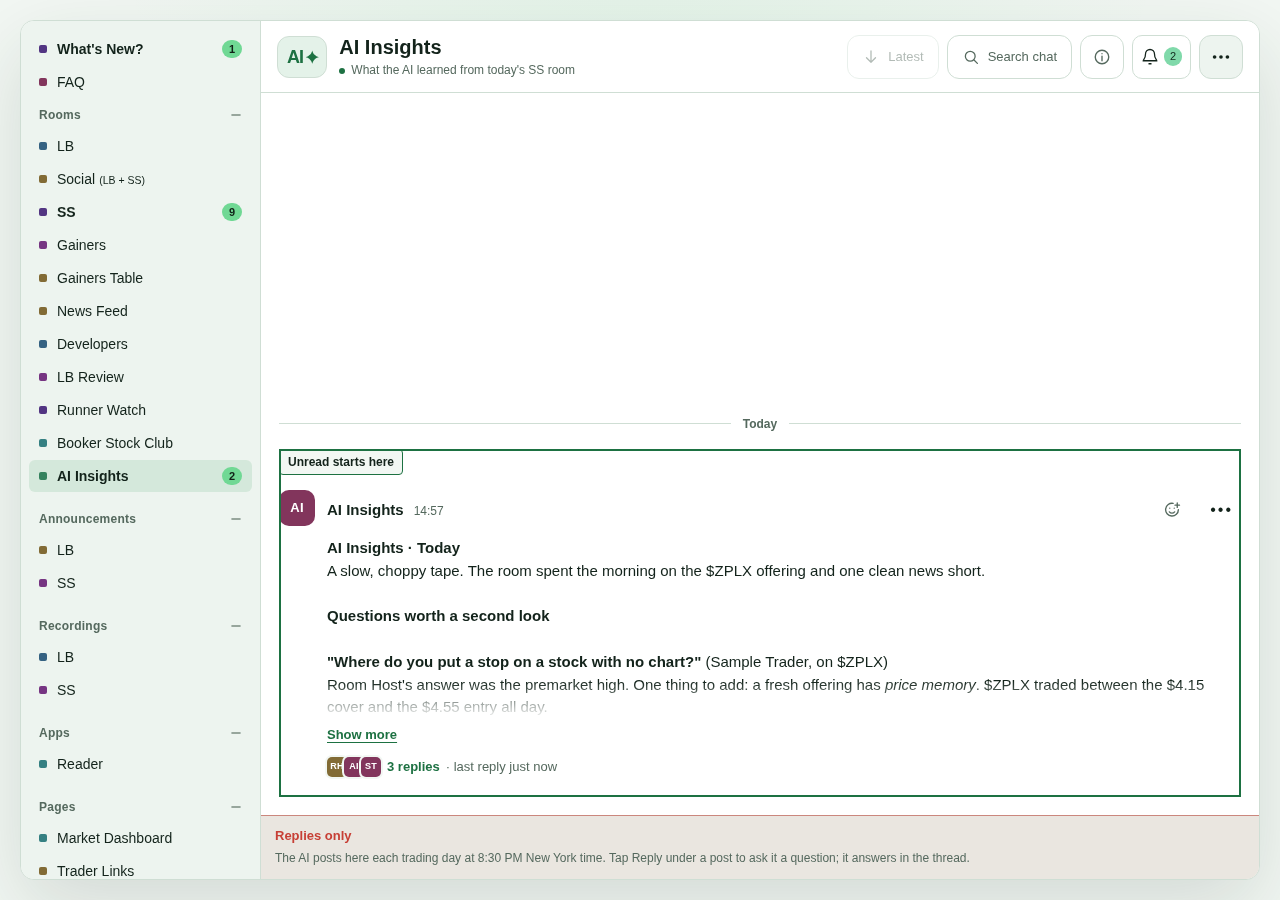 What's New? 1
FAQ
Rooms
LB
Social (LB + SS)
SS 9
Gainers
Gainers Table
News Feed
Developers
LB Review
Runner Watch
Booker Stock Club
AI Insights 2
Announcements
LB
SS
Recordings
LB
SS
Apps
Reader
Pages
Market Dashboard
Trader Links
AI✦
AI Insights
What the AI learned from today's SS room
Latest
Search chat
2
Today
Unread starts here
AI
AI Insights 14:57
AI Insights · Today
A slow, choppy tape. The room spent the morning on the $ZPLX offering and one clean news short.
Questions worth a second look
"Where do you put a stop on a stock with no chart?" (Sample Trader, on $ZPLX)
Room Host's answer was the premarket high. One thing to add: a fresh offering has price memory. $ZPLX traded between the $4.15
cover and the $4.55 entry all day.
Show more
RH AI ST 3 replies · last reply just now
Replies only
The AI posts here each trading day at 8:30 PM New York time. Tap Reply under a post to ask it a question; it answers in the thread.